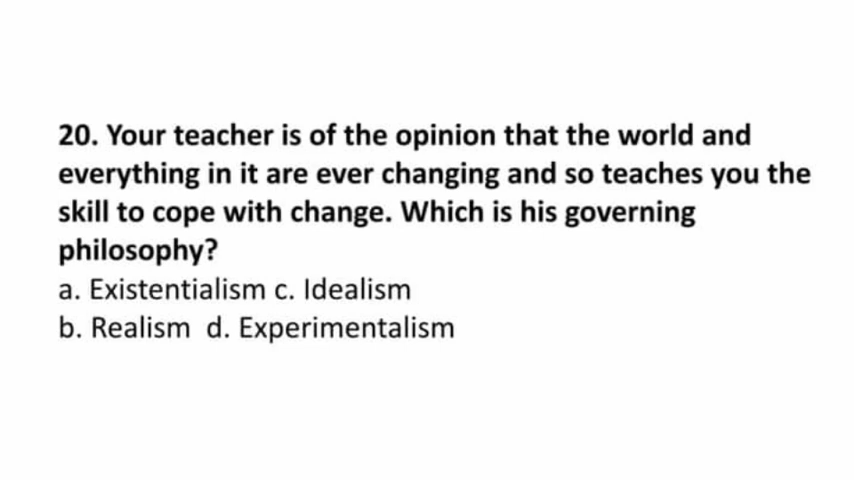 20. Your teacher is of the opinion that the world and
everything in it are ever changing and so teaches you the
skill to cope with change. Which is his governing
philosophy?
a. Existentialism c. Idealism
b. Realism d. Experimentalism